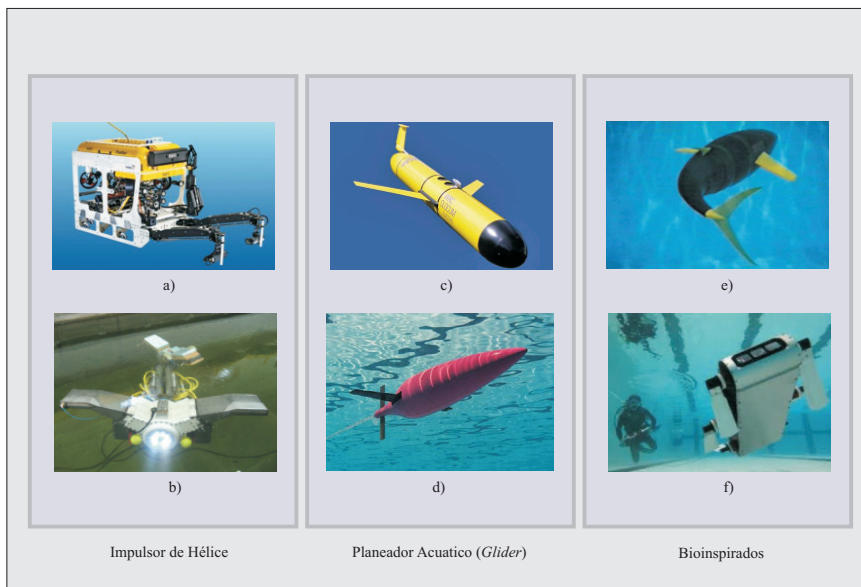 a)
c)
e)
b)
d)
f)
Impulsor de Hélice
Planeador Acuatico (Glider)
Bioinspirados